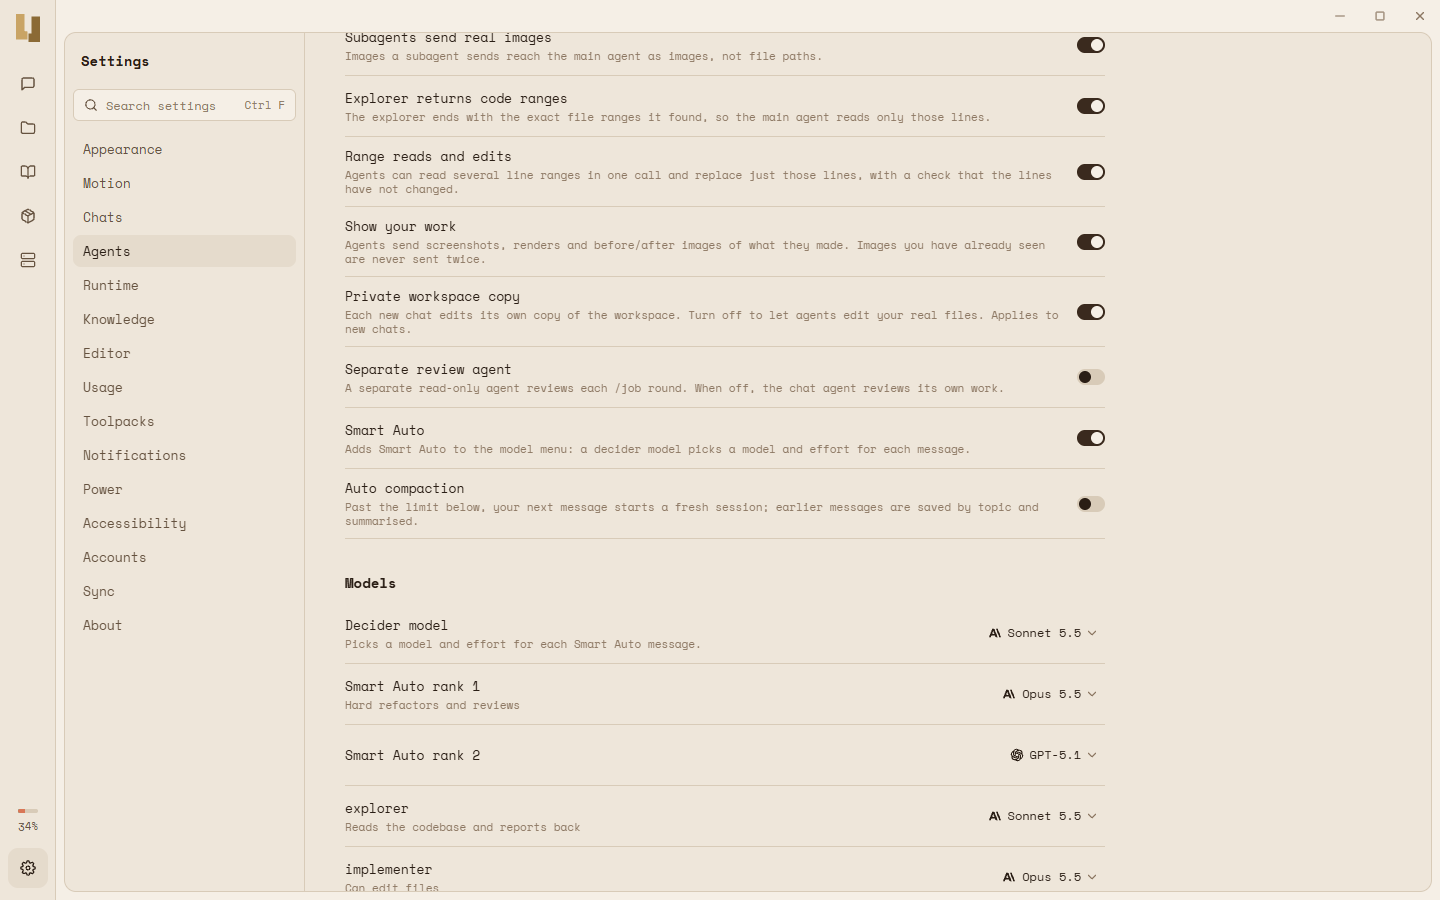 Settings
Search settings Ctrl F
Appearance
Motion
Chats
Agents
Runtime
Knowledge
Editor
Usage
Toolpacks
Notifications
Power
Accessibility
Accounts
Sync
About
34%
Subagents send real images
Images a subagent sends reach the main agent as images, not file paths.
Explorer returns code ranges
The explorer ends with the exact file ranges it found, so the main agent reads only those lines.
Range reads and edits
Agents can read several line ranges in one call and replace just those lines, with a check that the lines
have not changed.
Show your work
Agents send screenshots, renders and before/after images of what they made. Images you have already seen
are never sent twice.
Private workspace copy
Each new chat edits its own copy of the workspace. Turn off to let agents edit your real files. Applies to
new chats.
Separate review agent
A separate read-only agent reviews each /job round. When off, the chat agent reviews its own work.
Smart Auto
Adds Smart Auto to the model menu: a decider model picks a model and effort for each message.
Auto compaction
Past the limit below, your next message starts a fresh session; earlier messages are saved by topic and
summarised.
Models
Decider model
Picks a model and effort for each Smart Auto message.
Sonnet 5.5
Smart Auto rank 1
Hard refactors and reviews
Opus 5.5
Smart Auto rank 2
GPT-5.1
explorer
Reads the codebase and reports back
Sonnet 5.5
implementer
Can edit files
Opus 5.5